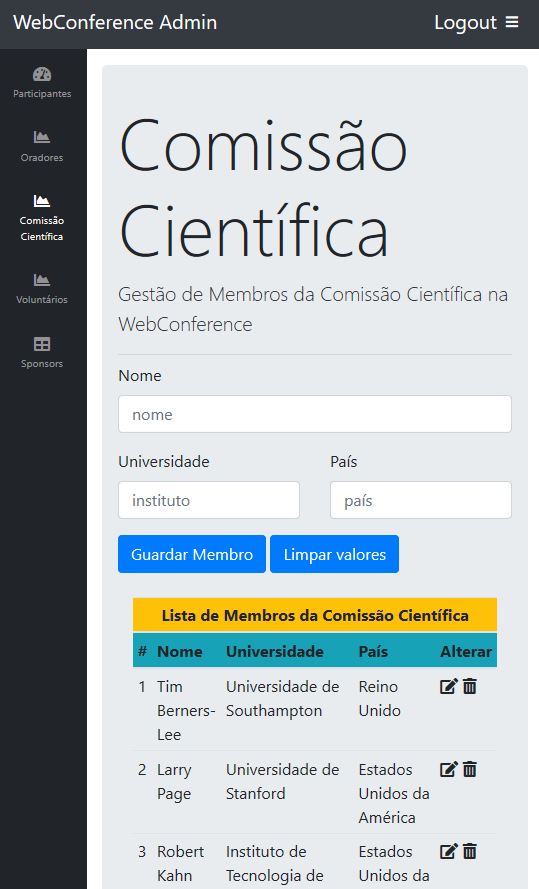 WebConference Admin
Logout
Participantes
Oradores
Comissão
Científica
Voluntários
Sponsors
Comissão
Científica
Gestão de Membros da Comissão Científica na
WebConference
Nome
nome
Universidade País
instituto país
Guardar Membro Limpar valores
Lista de Membros da Comissão Científica
# Nome Universidade País Alterar
1 Tim Universidade de Reino
Berners- Southampton Unido
Lee
2 Larry Universidade de Estados
Page Stanford Unidos da
América
3 Robert Instituto de Estados
Kahn Tecnologia de Unidos da